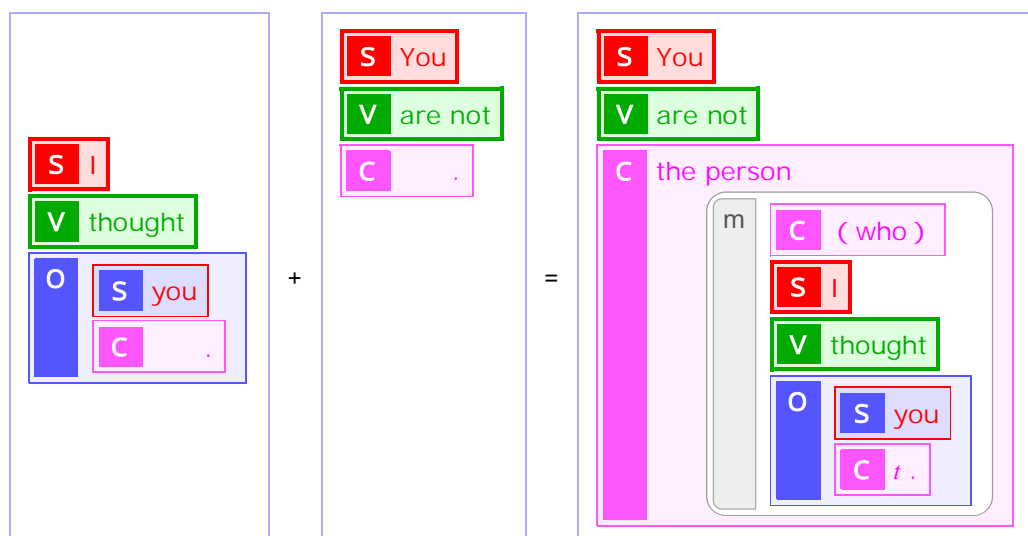 S I
V thought
O S you
C .
+
S You
V are not
C .
=
S You
V are not
C the person
m C ( who )
S I
V thought
O S you
C t .